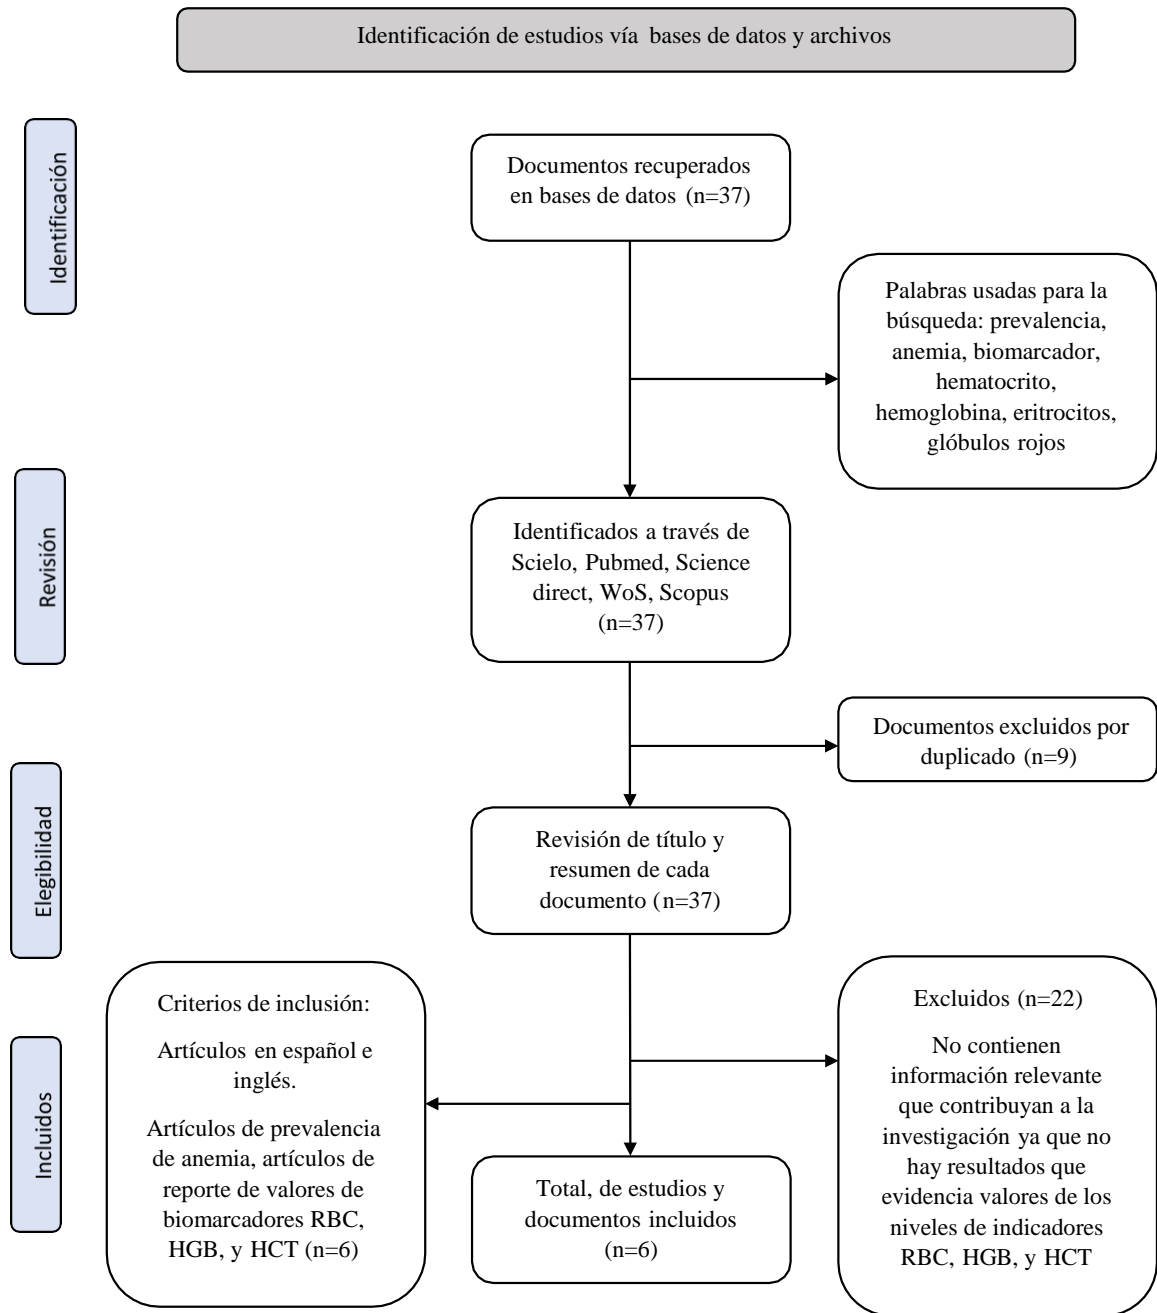 Identificación de estudios vía bases de datos y archivos
Identificación
Documentos recuperados
en bases de datos (n=37)
Palabras usadas para la
búsqueda: prevalencia,
anemia, biomarcador,
hematocrito,
hemoglobina, eritrocitos,
glóbulos rojos
Revisión
Identificados a través de
Scielo, Pubmed, Science
direct, WoS, Scopus
(n=37)
Documentos excluidos por
duplicado (n=9)
Elegibilidad
Revisión de título y
resumen de cada
documento (n=37)
Incluidos
Criterios de inclusión:
Artículos en español e
inglés.
Artículos de prevalencia
de anemia, artículos de
reporte de valores de
biomarcadores RBC,
HGB, y HCT (n=6)
Total, de estudios y
documentos incluidos
(n=6)
Excluidos (n=22)
No contienen
información relevante
que contribuyan a la
investigación ya que no
hay resultados que
evidencia valores de los
niveles de indicadores
RBC, HGB, y HCT